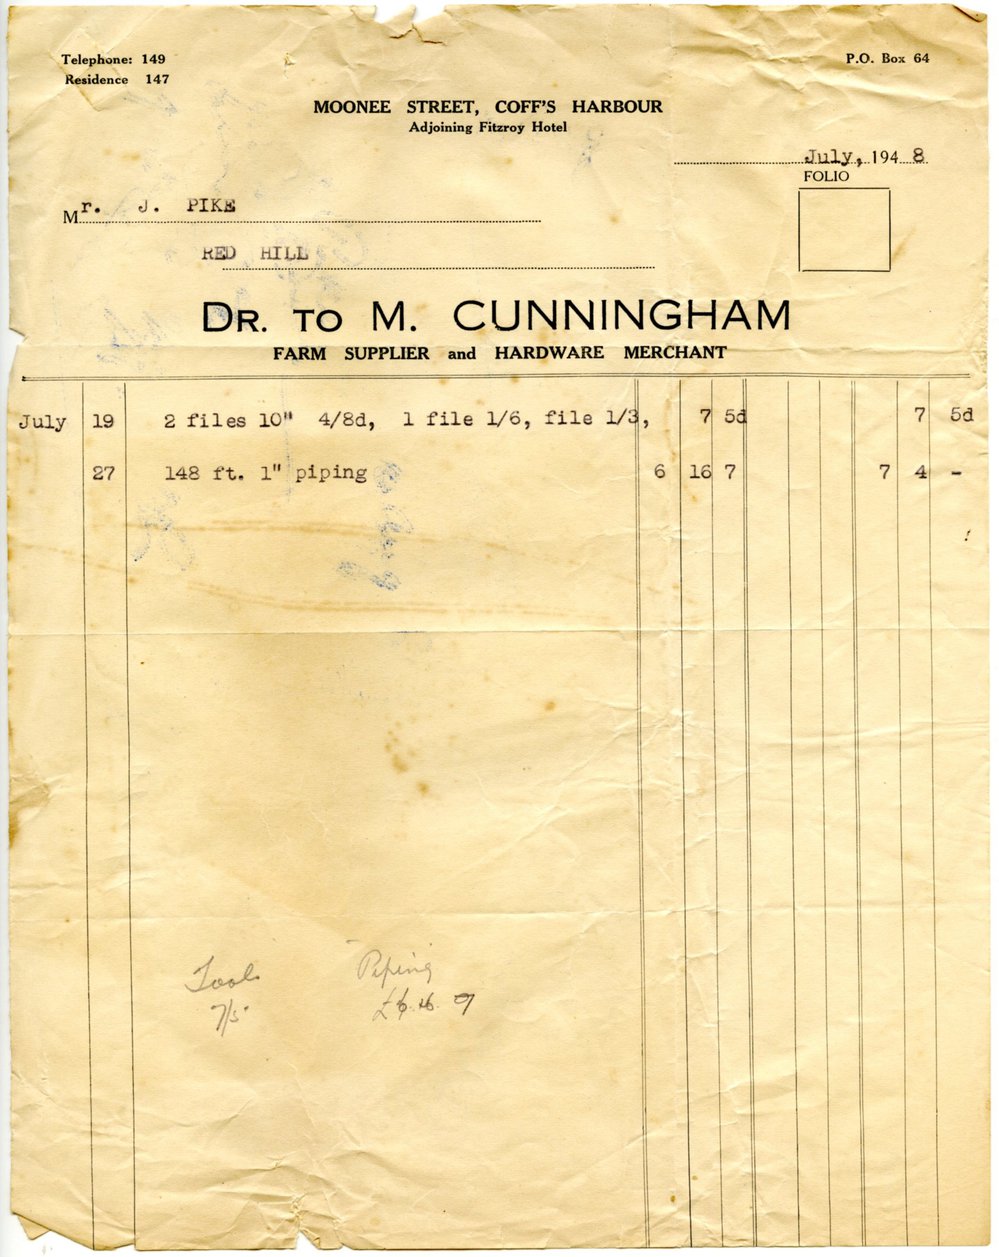 Telephone: 149 P.O. Box 64
Residence 147
MOONEE STREET, COFF'S HARBOUR
Adjoining Fitzroy Hotel
July, 1948
FOLIO
Mr. J. PIKE
RED HILL
DR. TO M. CUNNINGHAM
FARM SUPPLIER and HARDWARE MERCHANT
July 19 2 files 10" 4/8d, 1 file 1/6, file 1/3, 7 5d 7 5d
27 148 ft. 1" piping 6 16 7 7 4 -
Tools Piping
7/5 £6.16.7